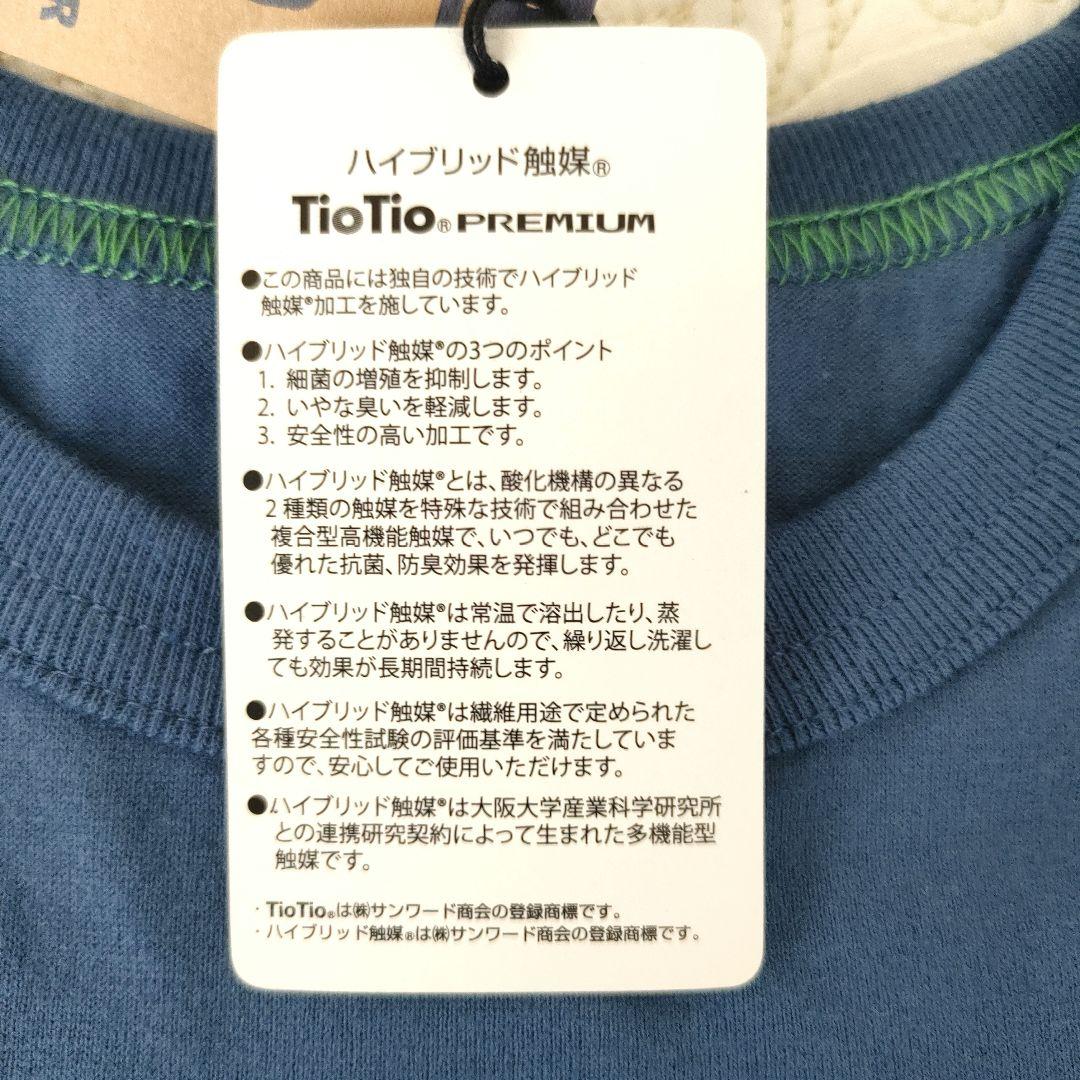 R
ハイブリッド触媒®
TioTio® PREMIUM
●この商品には独自の技術でハイブリッド
触媒®加工を施しています。
●ハイブリッド触媒®の3つのポイント
1. 細菌の増殖を抑制します。
2. いやな臭いを軽減します。
3. 安全性の高い加工です。
●ハイブリッド触媒®とは、酸化機構の異なる
2種類の触媒を特殊な技術で組み合わせた
複合型高機能触媒で、いつでも、どこでも
優れた抗菌、防臭効果を発揮します。
●ハイブリッド触媒®は常温で溶出したり、蒸
発することがありませんので、繰り返し洗濯し
ても効果が長期間持続します。
●ハイブリッド触媒®は繊維用途で定められた
各種安全性試験の評価基準を満たしていま
すので、安心してご使用いただけます。
●ハイブリッド触媒®は大阪大学産業科学研究所
との連携研究契約によって生まれた多機能型
触媒です。
・TioTio®は㈱サンワード商会の登録商標です。
・ハイブリッド触媒®は㈱サンワード商会の登録商標です。